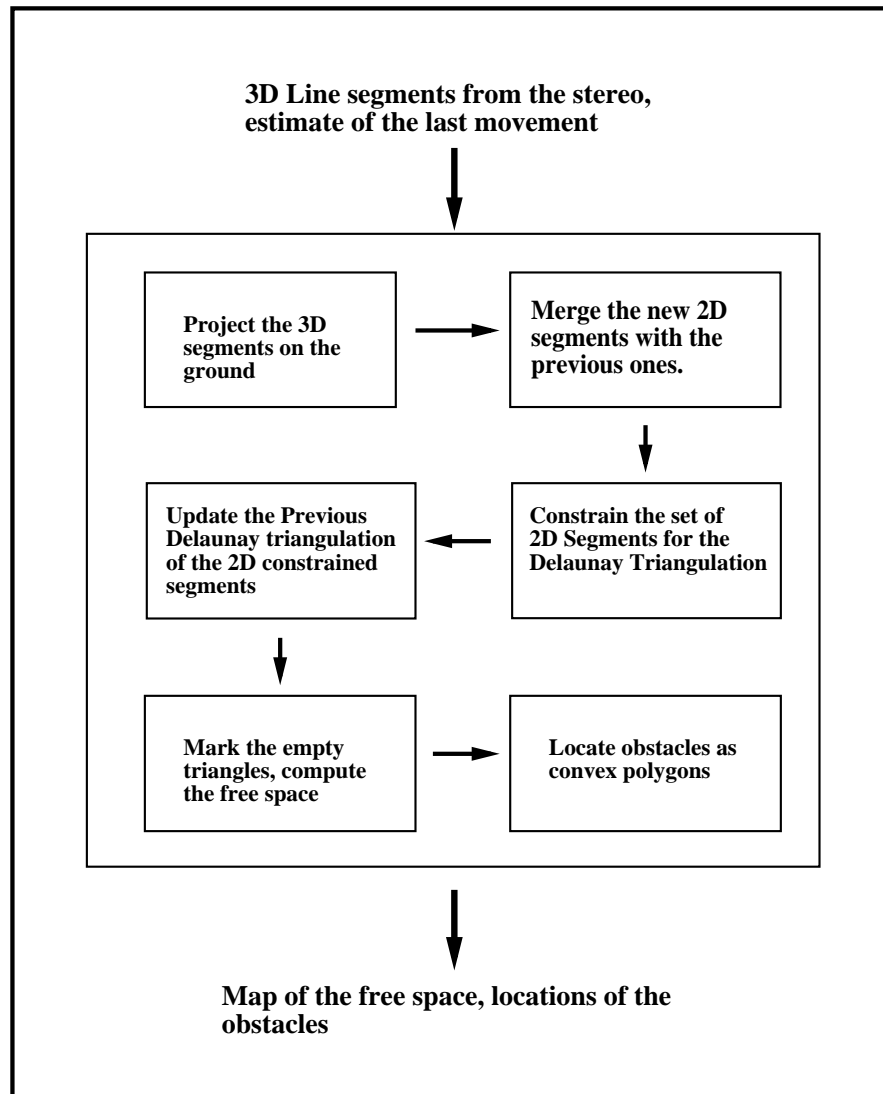 3D Line segments from the stereo,
estimate of the last movement
Project the 3D
segments on the
ground
Merge the new 2D
segments with the
previous ones.
Constrain the set of
2D Segments for the
Delaunay Triangulation
Update the Previous
Delaunay triangulation
of the 2D constrained
segments
Mark the empty
triangles, compute
the free space
Locate obstacles as
convex polygons
Map of the free space, locations of the
obstacles